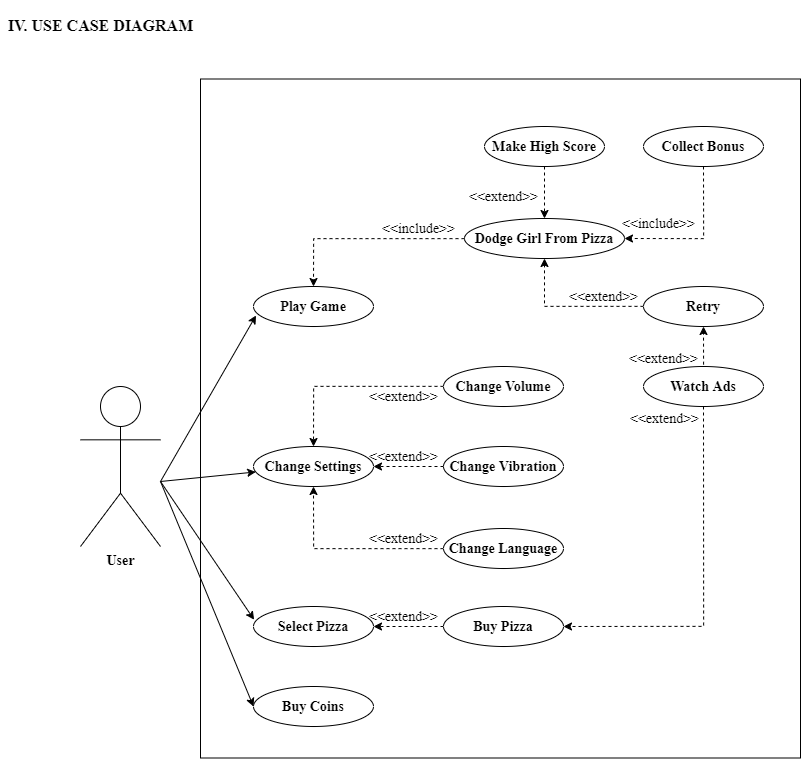 IV. USE CASE DIAGRAM
Make High Score
Collect Bonus
<<extend>>
<<include>>
<<include>>
Dodge Girl From Pizza
<<extend>>
Play Game
Retry
<<extend>>
Change Volume
Watch Ads
<<extend>>
<<extend>>
<<extend>>
Change Settings
Change Vibration
<<extend>>
Change Language
User
<<extend>>
Select Pizza
Buy Pizza
Buy Coins